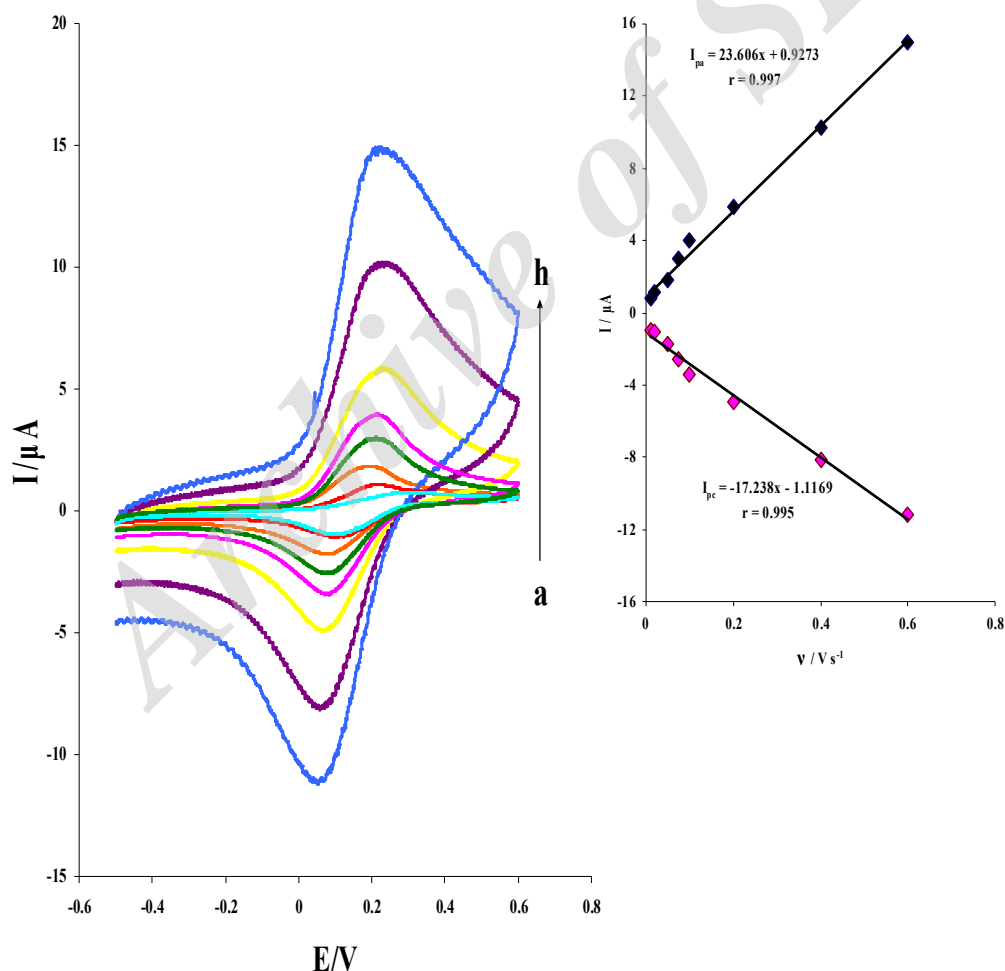 20
15
10
5
0
-5
-10
-15
-0.6
-0.4
-0.2
0
0.2
0.4
0.6
0.8
I /µ A
E/V
h
a
16
12
8
4
0
-4
-8
-12
-16
0
0.2
0.4
0.6
0.8
I / µA
ν / V s⁻¹
Iₚₐ = 23.606x + 0.9273
r = 0.997
Iₚc = -17.238x - 1.1169
r = 0.995
Archive of